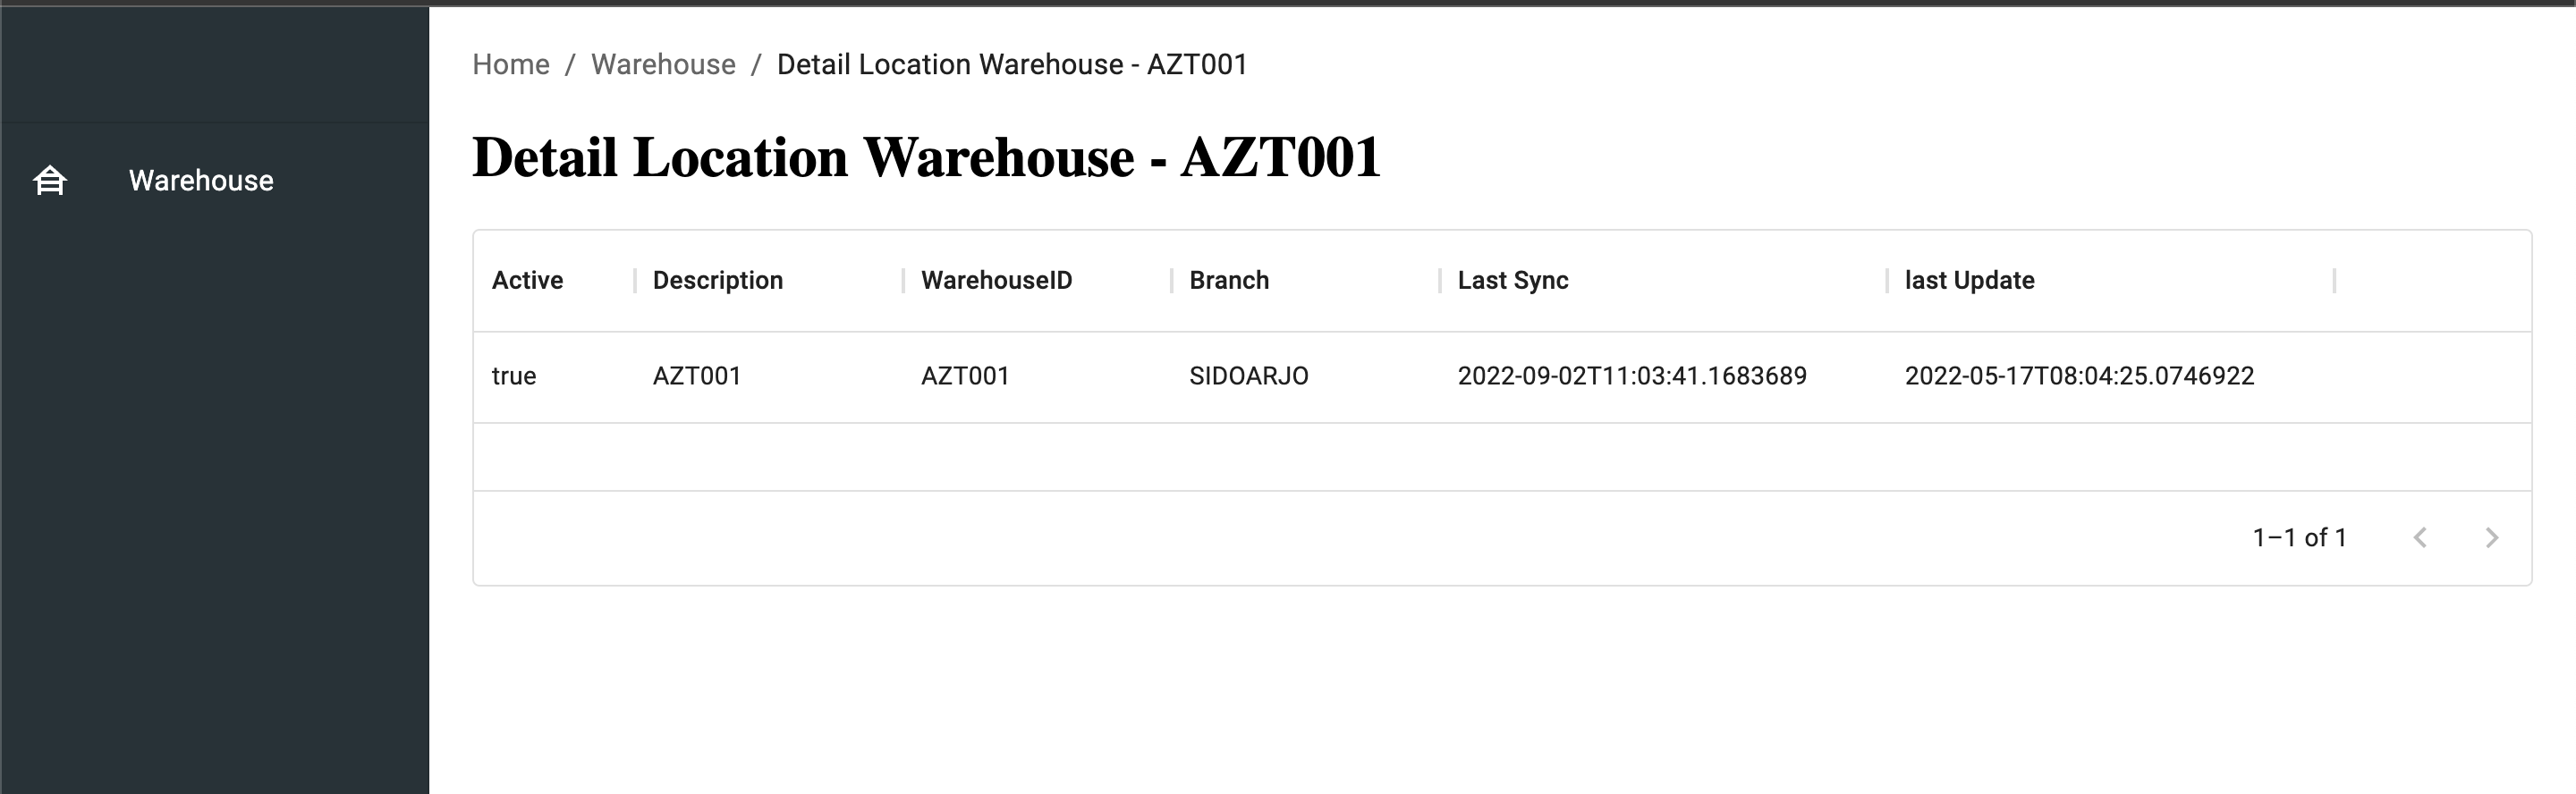 Home / Warehouse / Detail Location Warehouse - AZT001
Warehouse
Detail Location Warehouse - AZT001
Active Description WarehouseID Branch Last Sync last Update
true AZT001 AZT001 SIDOARJO 2022-09-02T11:03:41.1683689 2022-05-17T08:04:25.0746922
1–1 of 1